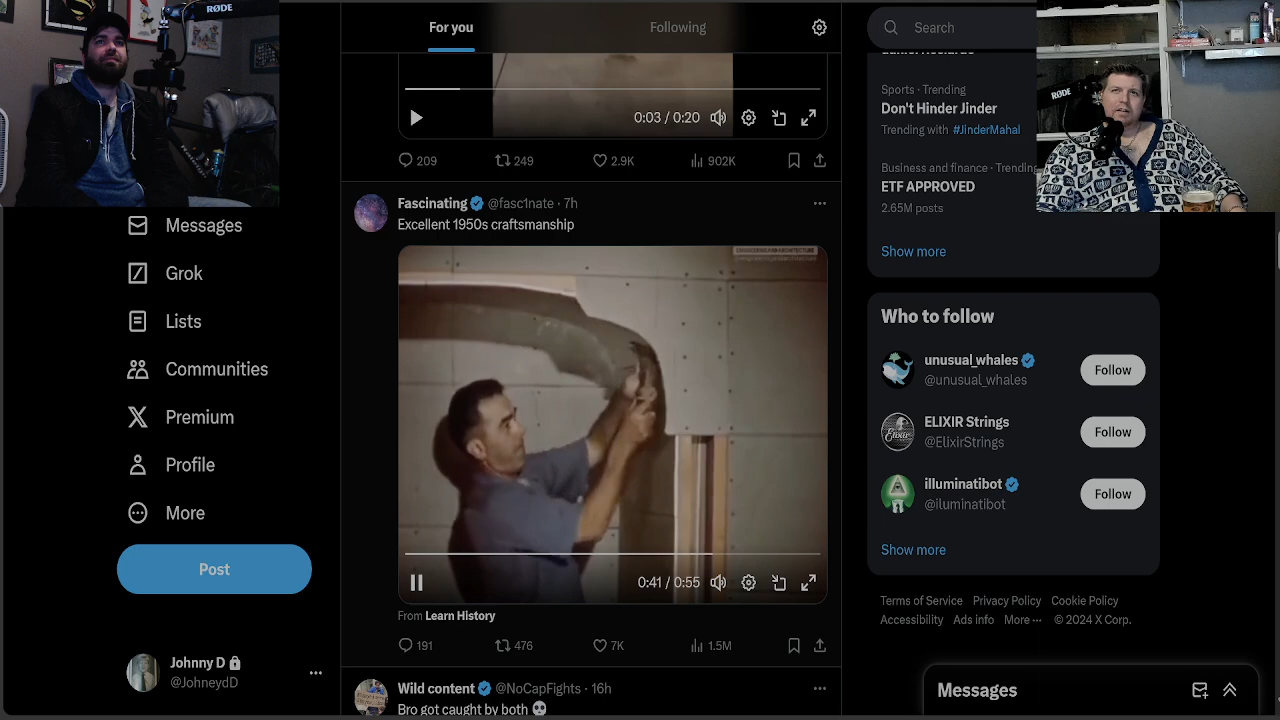 RØDE
For you
Following
Search
0:03 / 0:20
209
249
2.9K
902K
Sports · Trending
Don't Hinder Jinder
Trending with #JinderMahal
RØDE
Business and finance · Trending
ETF APPROVED
2.65M posts
Show more
Messages
Grok
Lists
Communities
Premium
Profile
More
Post
Johnny D
@JohneydD
Fascinating @fasc1nate · 7h
Excellent 1950s craftsmanship
0:41 / 0:55
From Learn History
191
476
7K
1.5M
Wild content @NoCapFights · 16h
Bro got caught by both 💀
Who to follow
unusual_whales
@unusual_whales
Follow
ELIXIR Strings
@ElixirStrings
Follow
illuminatibot
@iluminatibot
Follow
Show more
Terms of Service Privacy Policy Cookie Policy
Accessibility Ads info More ··· © 2024 X Corp.
Messages